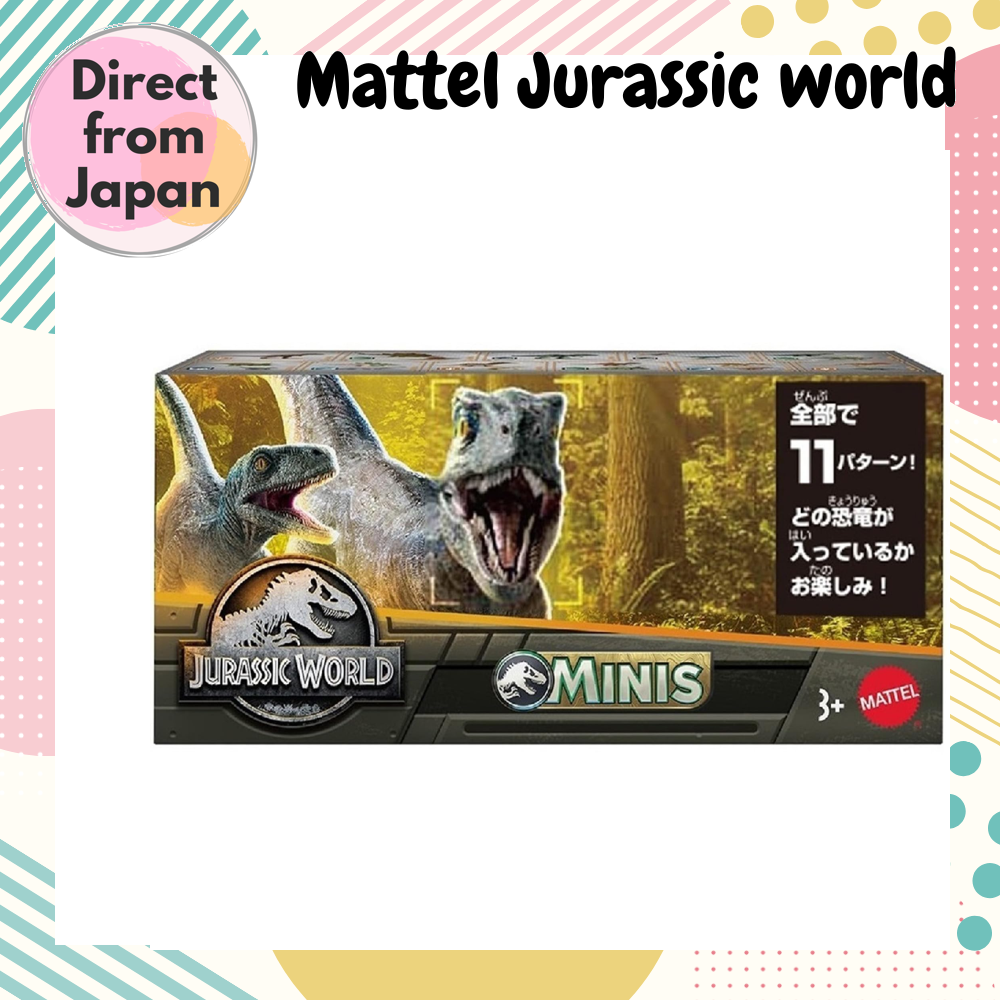 Direct
from
Japan
Mattel Jurassic world
ぜんぶ
全部で
11パターン!
きょうりゅう
どの恐竜が
はい
入っているか
たの
お楽しみ!
JURASSIC WORLD
MINIS
3+
MATTEL